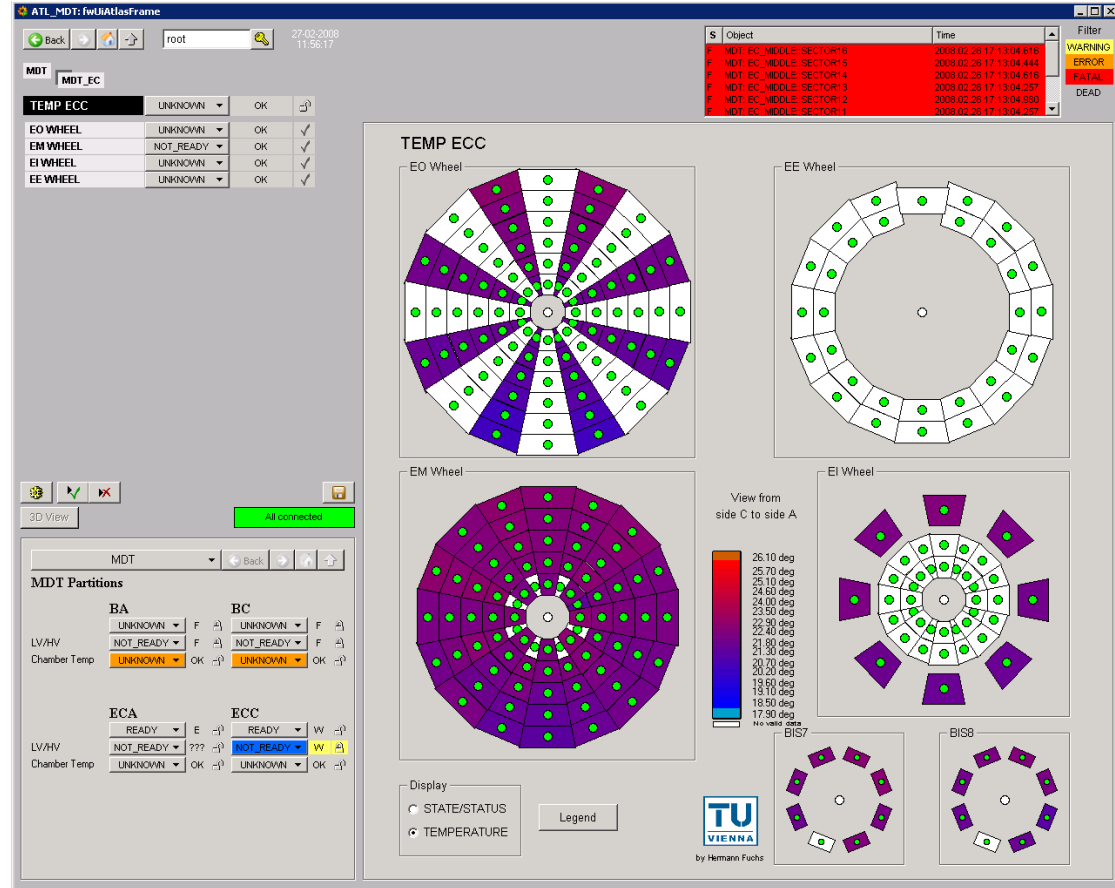 ATL_MDT: fwUiAtlasFrame
Back root 27-02-2008
11:56:17
S Object Time
F MDT: EC_MIDDLE: SECTOR16 2008.02.26 17:13:04.616
F MDT: EC_MIDDLE: SECTOR15 2008.02.26 17:13:04.444
F MDT: EC_MIDDLE: SECTOR14 2008.02.26 17:13:04.616
F MDT: EC_MIDDLE: SECTOR13 2008.02.26 17:13:04.257
F MDT: EC_MIDDLE: SECTOR12 2008.02.26 17:13:04.960
F MDT: EC_MIDDLE: SECTOR11 2008.02.26 17:13:04.257
Filter
WARNING
ERROR
FATAL
DEAD
MDT
MDT_EC
TEMP ECC UNKNOWN OK
EO WHEEL UNKNOWN OK
EM WHEEL NOT_READY OK
EI WHEEL UNKNOWN OK
EE WHEEL UNKNOWN OK
3D View All connected
MDT Back
MDT Partitions
BA BC
UNKNOWN F UNKNOWN F
LV/HV NOT_READY F NOT_READY F
Chamber Temp UNKNOWN OK UNKNOWN OK
ECA ECC
READY E READY W
LV/HV NOT_READY ??? NOT_READY W
Chamber Temp UNKNOWN OK UNKNOWN OK
TEMP ECC
EO Wheel
EE Wheel
EM Wheel
View from
side C to side A
26.10 deg
25.70 deg
25.10 deg
24.60 deg
24.00 deg
23.50 deg
22.90 deg
22.40 deg
21.80 deg
21.30 deg
20.70 deg
20.20 deg
19.60 deg
19.10 deg
18.50 deg
17.90 deg
No valid data
EI Wheel
BIS7
BIS8
Display
STATE/STATUS
TEMPERATURE
Legend
TU
VIENNA
by Hermann Fuchs